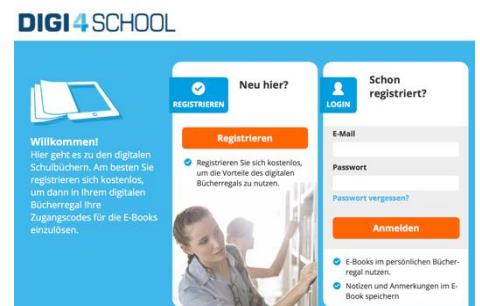 DIGI4SCHOOL
Willkommen!
Hier geht es zu den digitalen
Schulbüchern. Am besten Sie
registrieren sich kostenlos,
um dann in Ihrem digitalen
Bücherregal Ihre
Zugangscodes für die E-Books
einzulösen.
REGISTRIEREN
Neu hier?
Registrieren
Registrieren Sie sich kostenlos,
um die Vorteile des digitalen
Bücherregals zu nutzen.
LOGIN
Schon
registriert?
E-Mail
Passwort
Passwort vergessen?
Anmelden
E-Books im persönlichen Bücher-
regal nutzen.
Notizen und Anmerkungen im E-
Book speichern